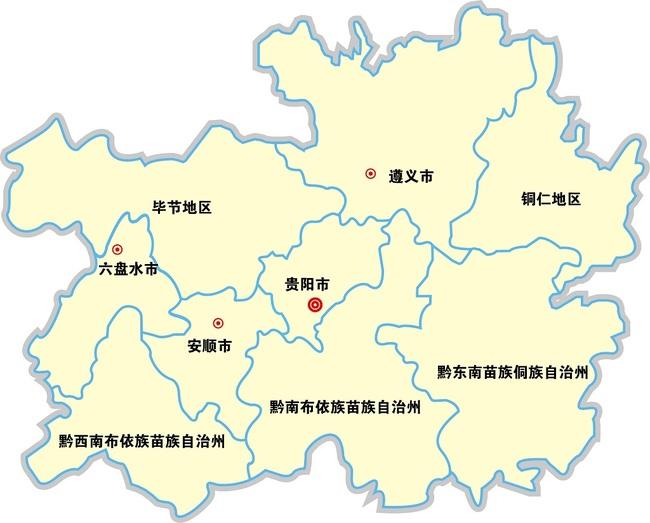 遵义市
毕节地区
铜仁地区
六盘水市
贵阳市
安顺市
黔东南苗族侗族自治州
黔南布依族苗族自治州
黔西南布依族苗族自治州